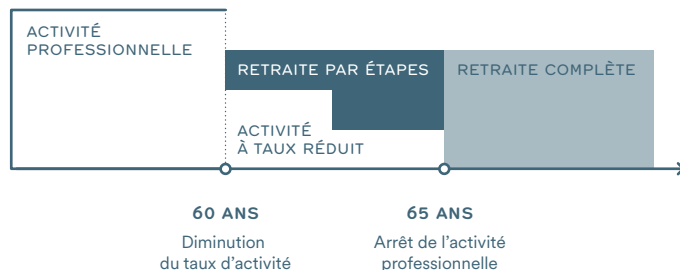 ACTIVITÉ
PROFESSIONNELLE
RETRAITE PAR ÉTAPES
RETRAITE COMPLÈTE
ACTIVITÉ
À TAUX RÉDUIT
60 ANS
Diminution
du taux d'activité
65 ANS
Arrêt de l'activité
professionnelle